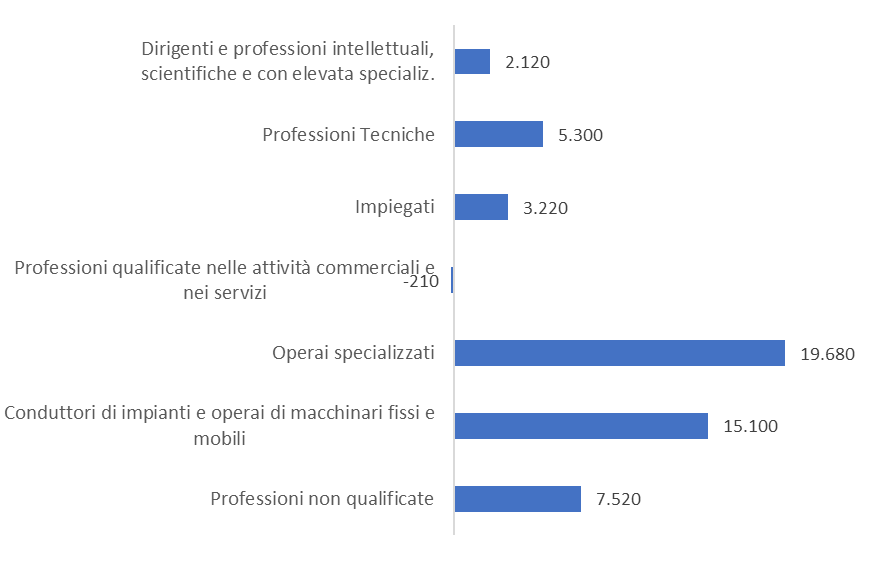 Dirigenti e professioni intellettuali,
scientifiche e con elevata specializ.
2.120
Professioni Tecniche
5.300
Impiegati
3.220
Professioni qualificate nelle attività commerciali e
nei servizi
-210
Operai specializzati
19.680
Conduttori di impianti e operai di macchinari fissi e
mobili
15.100
Professioni non qualificate
7.520